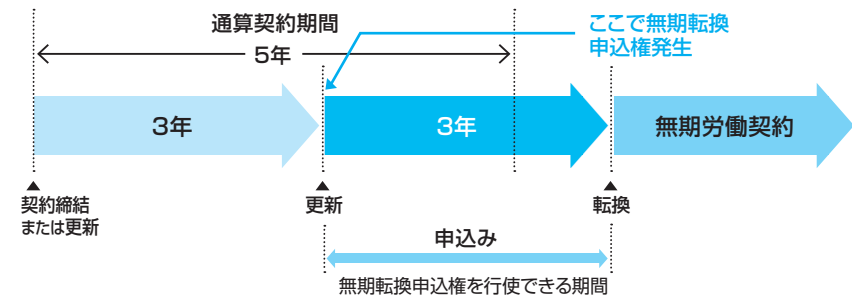 通算契約期間
5年
ここで無期転換
申込権発生
3年
3年
無期労働契約
契約締結
または更新
更新
転換
申込み
無期転換申込権を行使できる期間